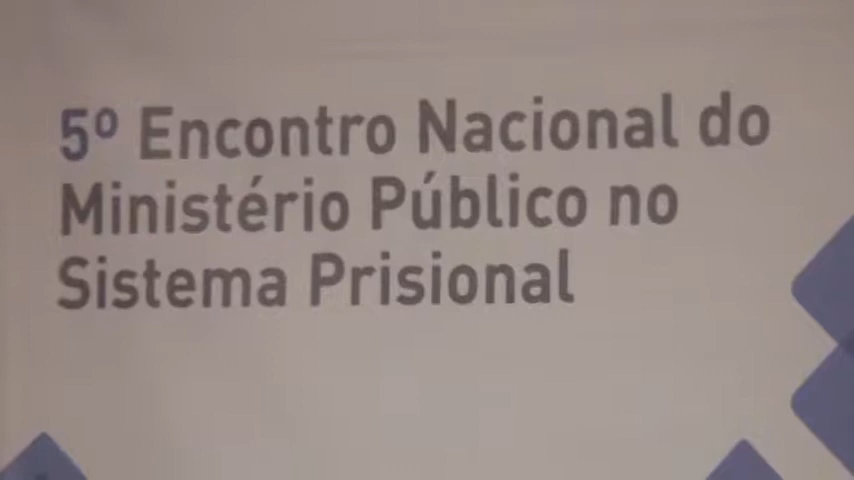 5º Encontro Nacional do
Ministério Público no
Sistema Prisional